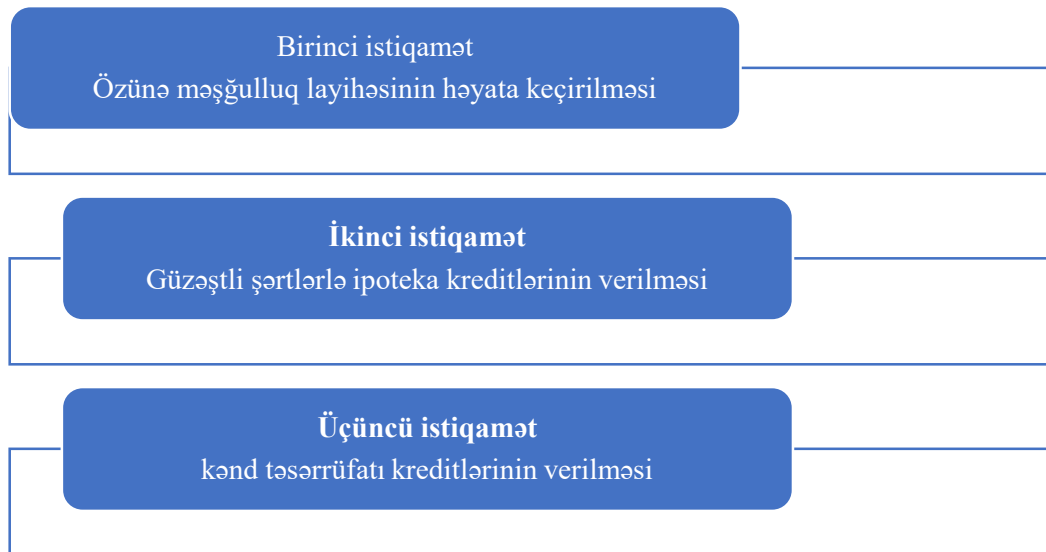 Birinci istiqamət
Özünə məşğulluq layihəsinin həyata keçirilməsi
İkinci istiqamət
Güzəştli şərtlərlə ipoteka kreditlərinin verilməsi
Üçüncü istiqamət
kənd təsərrüfatı kreditlərinin verilməsi